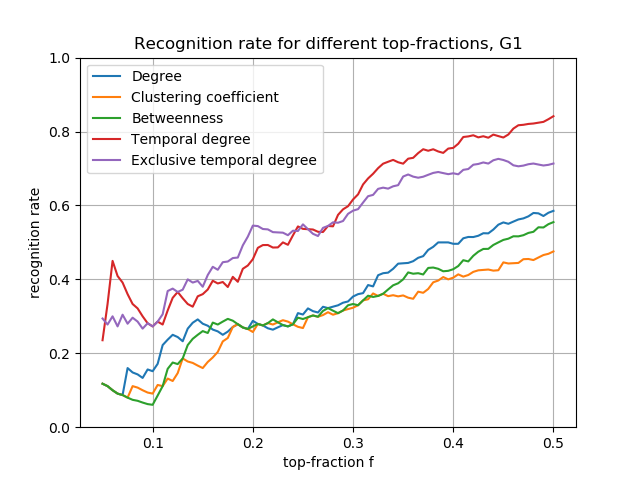 Recognition rate for different top-fractions, G1
Degree
Clustering coefficient
Betweenness
Temporal degree
Exclusive temporal degree
recognition rate
1.0
0.8
0.6
0.4
0.2
0.0
0.1 0.2 0.3 0.4 0.5
top-fraction f